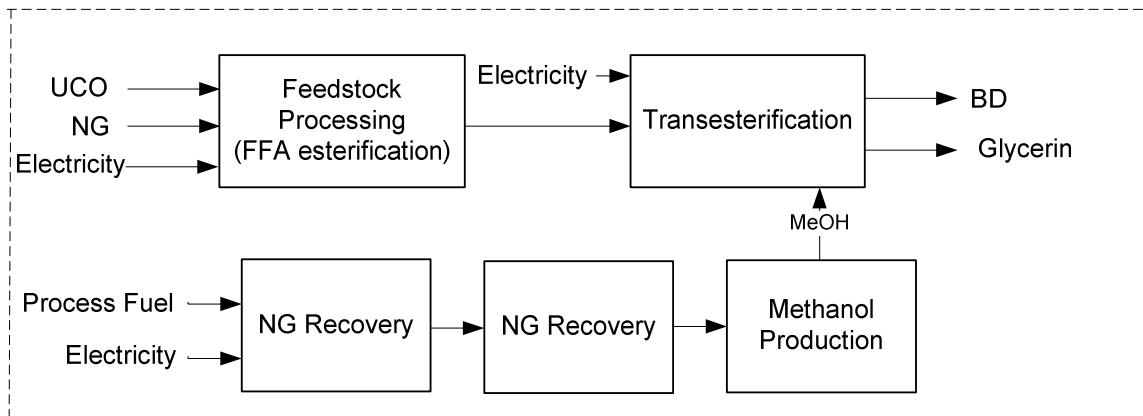 UCO
NG
Electricity
Feedstock
Processing
(FFA esterification)
Electricity
Transesterification
BD
Glycerin
MeOH
Process Fuel
Electricity
NG Recovery
NG Recovery
Methanol
Production